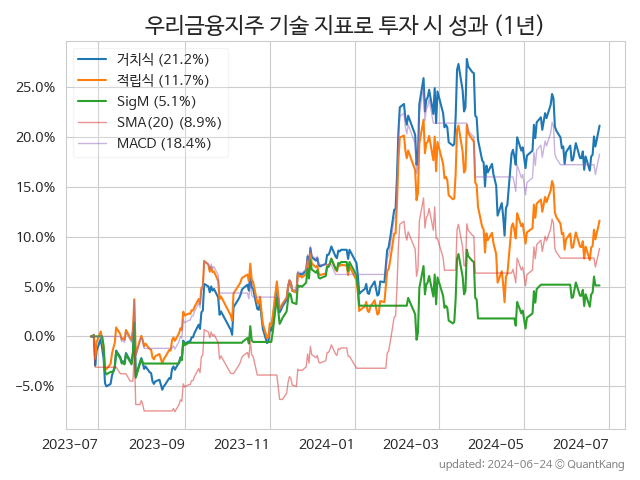 우리금융지주 기술 지표로 투자 시 성과 (1년)
거치식 (21.2%)
적립식 (11.7%)
SigM (5.1%)
SMA(20) (8.9%)
MACD (18.4%)
25.0%
20.0%
15.0%
10.0%
5.0%
0.0%
−5.0%
2023−07 2023−09 2023−11 2024−01 2024−03 2024−05 2024−07
updated: 2024-06-24 © QuantKang